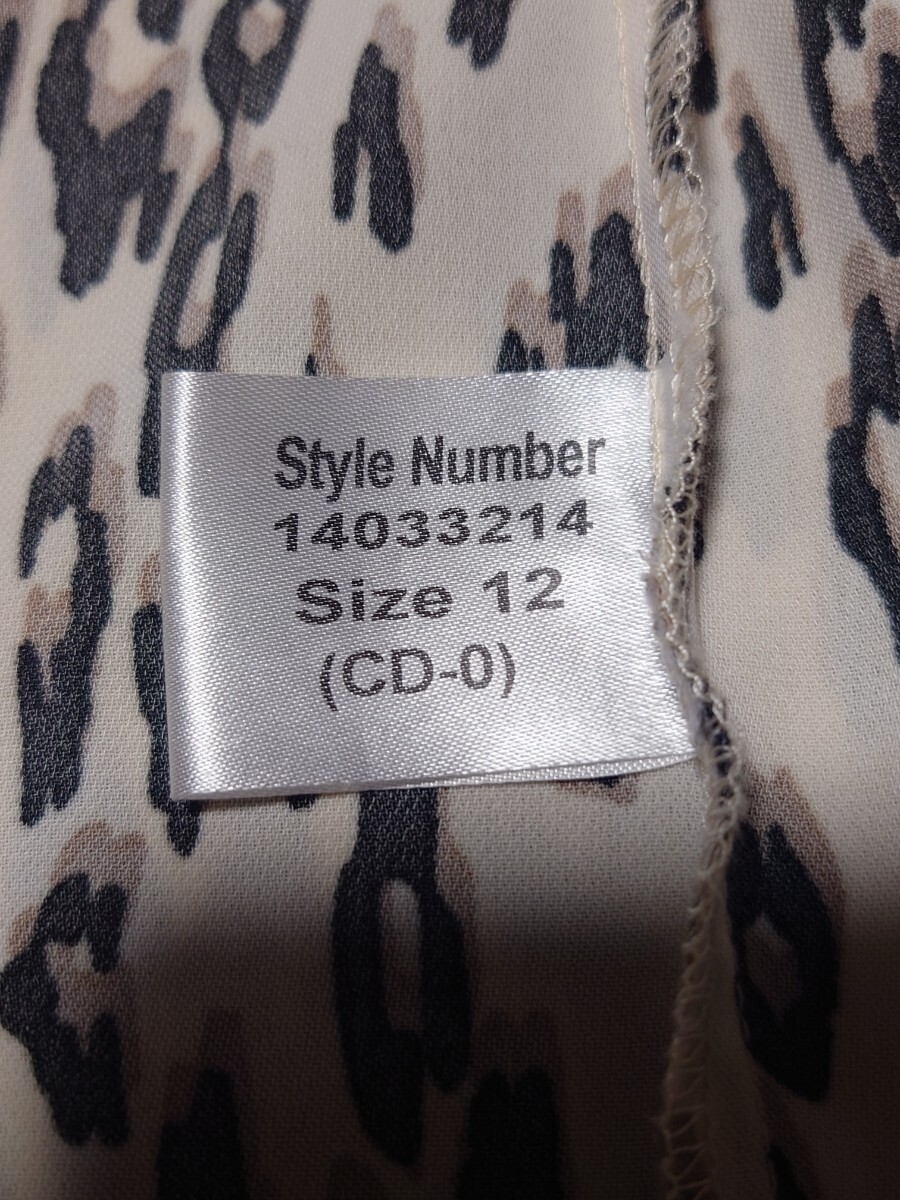 Style Number
14033214
Size 12
(CD-0)